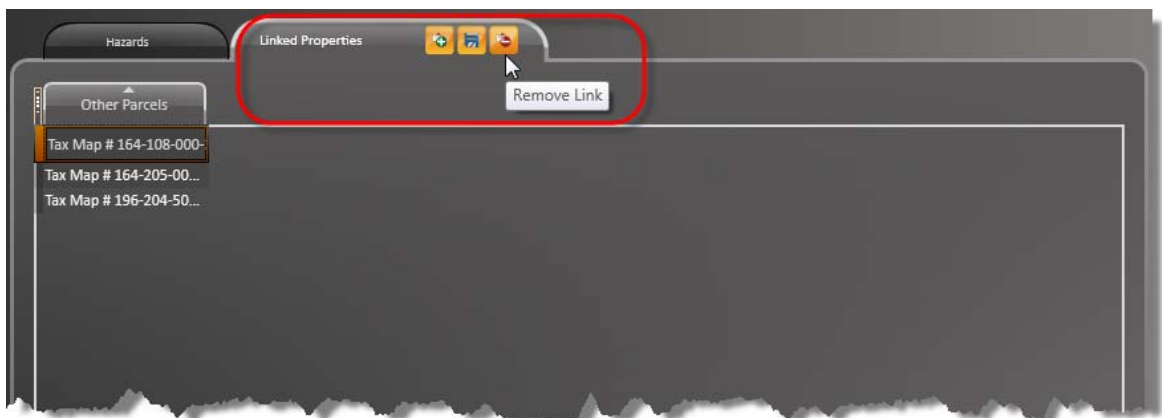 Hazards
Linked Properties
Remove Link
Other Parcels
Tax Map # 164-108-000-
Tax Map # 164-205-00...
Tax Map # 196-204-50...